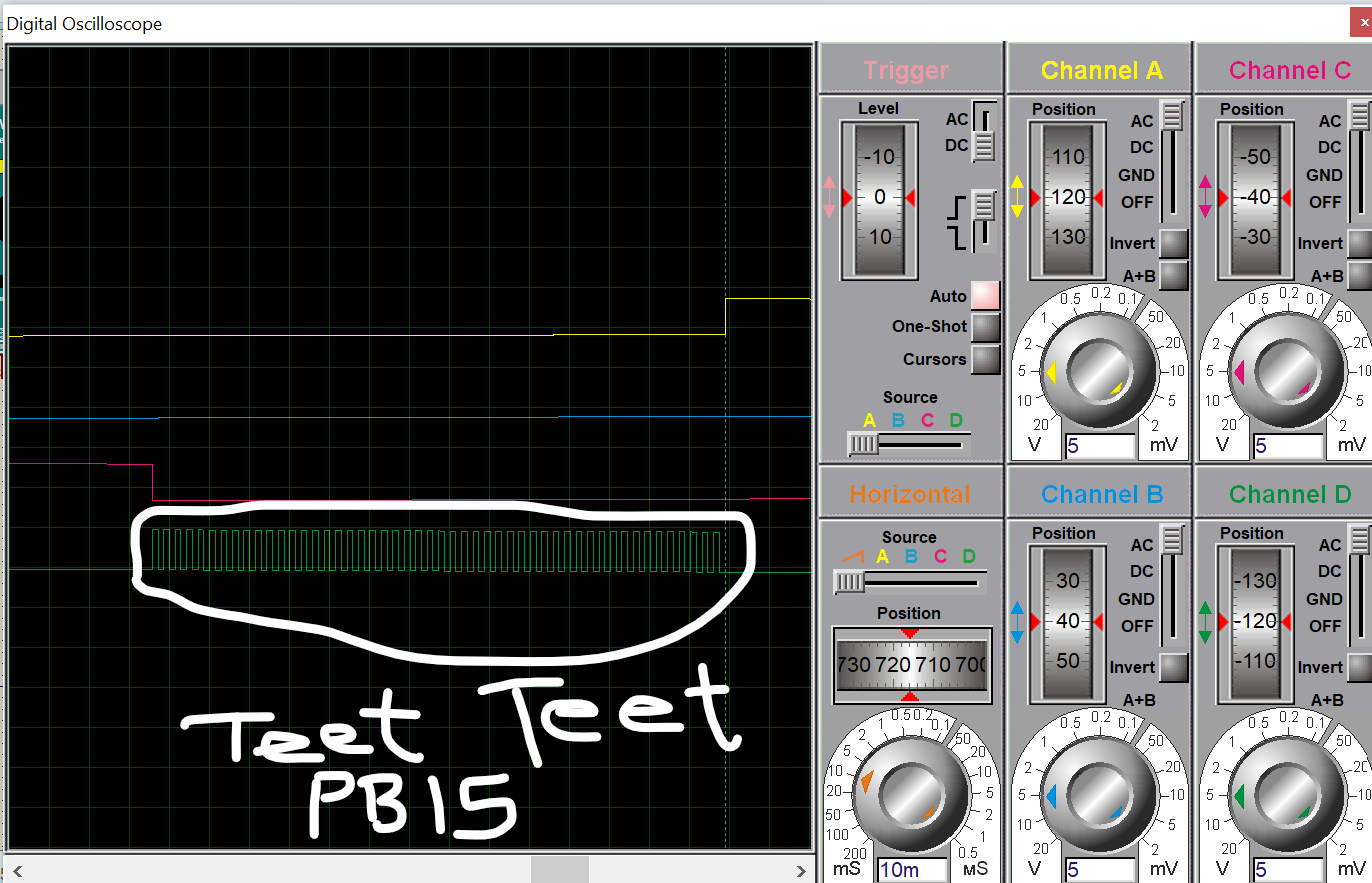 Digital Oscilloscope
x
Trigger
Level
-10
0
10
AC
DC
Auto
One-Shot
Cursors
Source
A B C D
Channel A
Position
110
120
130
AC
DC
GND
OFF
Invert
A+B
20 10 5 2 1 0.5 0.2 0.1 50 20 10 5 2
V 5 mV
Channel C
Position
-50
-40
-30
AC
DC
GND
OFF
Invert
A+B
20 10 5 2 1 0.5 0.2 0.1 50 20 10 5 2
V 5 mV
Horizontal
Source
A B C D
Position
730 720 710 700
200 100 50 20 10 5 2 1 0.5 0.2 0.1 50 20 10 5 2 1 0.5
mS 10m мS
Channel B
Position
30
40
50
AC
DC
GND
OFF
Invert
A+B
20 10 5 2 1 0.5 0.2 0.1 50 20 10 5 2
V 5 mV
Channel D
Position
-130
-120
-110
AC
DC
GND
OFF
Invert
A+B
20 10 5 2 1 0.5 0.2 0.1 50 20 10 5 2
V 5 mV
Teet Teet
PB15